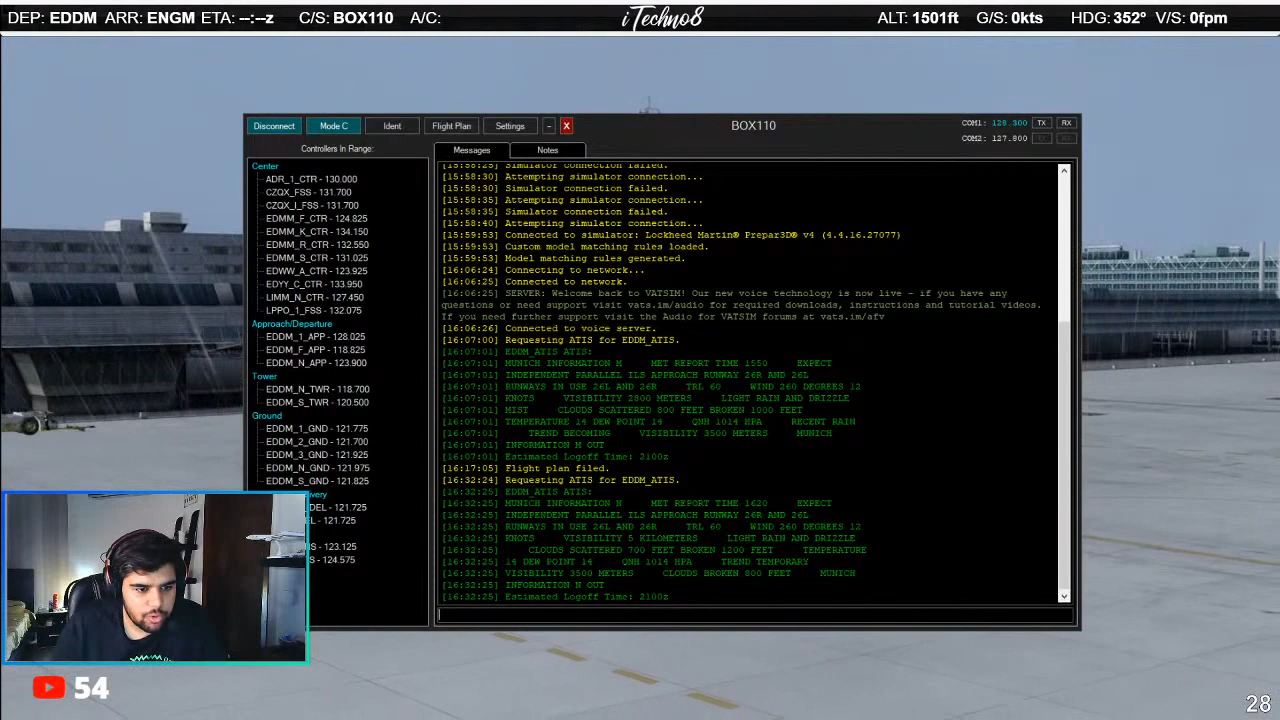 DEP: EDDM ARR: ENGM ETA: --:--z C/S: BOX110 A/C:
iTechno8
ALT: 1501ft G/S: 0kts HDG: 352º V/S: 0fpm
Disconnect Mode C Ident Flight Plan Settings - X
BOX110
COM1: 128.300 TX RX
COM2: 127.800
Controllers In Range:
Messages Notes
Center
ADR_1_CTR - 130.000
CZQX_FSS - 131.700
CZQX_I_FSS - 131.700
EDMM_F_CTR - 124.825
EDMM_K_CTR - 134.150
EDMM_R_CTR - 132.550
EDMM_S_CTR - 131.025
EDWW_A_CTR - 123.925
EDYY_C_CTR - 133.950
LIMM_N_CTR - 127.450
LPPO_1_FSS - 132.075
Approach/Departure
EDDM_1_APP - 128.025
EDDM_F_APP - 118.825
EDDM_N_APP - 123.900
Tower
EDDM_N_TWR - 118.700
EDDM_S_TWR - 120.500
Ground
EDDM_1_GND - 121.775
EDDM_2_GND - 121.700
EDDM_3_GND - 121.925
EDDM_N_GND - 121.975
EDDM_S_GND - 121.825
ivery
DEL - 121.725
L - 121.725
IS - 123.125
S - 124.575
[15:58:25] Simulator connection failed.
[15:58:30] Attempting simulator connection...
[15:58:30] Simulator connection failed.
[15:58:35] Attempting simulator connection...
[15:58:35] Simulator connection failed.
[15:58:40] Attempting simulator connection...
[15:59:53] Connected to simulator: Lockheed Martin® Prepar3D® v4 (4.4.16.27077)
[15:59:53] Custom model matching rules loaded.
[15:59:53] Model matching rules generated.
[16:06:24] Connecting to network...
[16:06:25] Connected to network.
[16:06:25] SERVER: Welcome back to VATSIM! Our new voice technology is now live - if you have any
questions or need support visit vats.im/audio for required downloads, instructions and tutorial videos.
If you need further support visit the Audio for VATSIM forums at vats.im/afv
[16:06:26] Connected to voice server.
[16:07:00] Requesting ATIS for EDDM_ATIS.
[16:07:01] EDDM_ATIS ATIS:
[16:07:01] MUNICH INFORMATION M MET REPORT TIME 1550 EXPECT
[16:07:01] INDEPENDENT PARALLEL ILS APPROACH RUNWAY 26R AND 26L
[16:07:01] RUNWAYS IN USE 26L AND 26R TRL 60 WIND 260 DEGREES 12
[16:07:01] KNOTS VISIBILITY 2800 METERS LIGHT RAIN AND DRIZZLE
[16:07:01] MIST CLOUDS SCATTERED 800 FEET BROKEN 1000 FEET
[16:07:01] TEMPERATURE 14 DEW POINT 14 QNH 1014 HPA RECENT RAIN
[16:07:01] TREND BECOMING VISIBILITY 3500 METERS MUNICH
[16:07:01] INFORMATION M OUT
[16:07:01] Estimated Logoff Time: 2100z
[16:17:05] Flight plan filed.
[16:32:24] Requesting ATIS for EDDM_ATIS.
[16:32:25] EDDM_ATIS ATIS:
[16:32:25] MUNICH INFORMATION N MET REPORT TIME 1620 EXPECT
[16:32:25] INDEPENDENT PARALLEL ILS APPROACH RUNWAY 26R AND 26L
[16:32:25] RUNWAYS IN USE 26L AND 26R TRL 60 WIND 260 DEGREES 12
[16:32:25] KNOTS VISIBILITY 5 KILOMETERS LIGHT RAIN AND DRIZZLE
[16:32:25] CLOUDS SCATTERED 700 FEET BROKEN 1200 FEET TEMPERATURE
[16:32:25] 14 DEW POINT 14 QNH 1014 HPA TREND TEMPORARY
[16:32:25] VISIBILITY 3500 METERS CLOUDS BROKEN 800 FEET MUNICH
[16:32:25] INFORMATION N OUT
[16:32:25] Estimated Logoff Time: 2100z
54
28